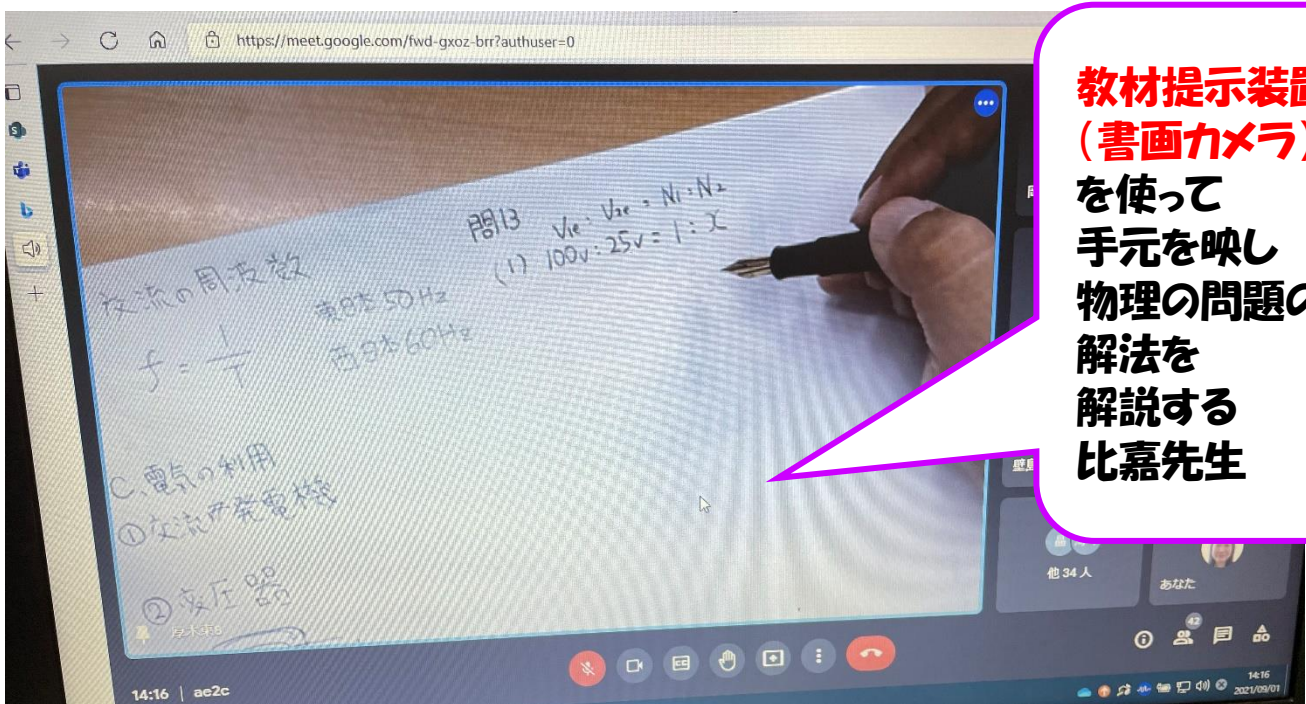 https://meet.google.com/fwd-gxoz-brr?authuser=0
交流の周波数
f = 1/T
東日本 50Hz
西日本 60Hz
C. 電気の利用
①交流発電機
②変圧器
問13 V1e : V2e = N1 : N2
(1) 100v : 25v = 1 : x
厚木東6
14:16 | ae2c
他 34 人
あなた
42
14:16
2021/09/01
教材提示装
(書画カメラ)
を使って
手元を映し
物理の問題の
解法を
解説する
比嘉先生